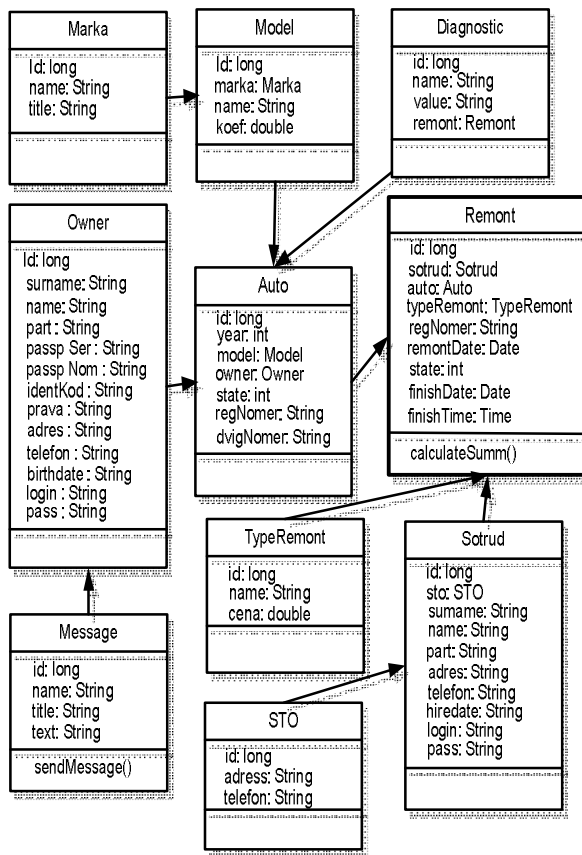 Marka
Id: long
name: String
title: String
Model
Id: long
marka: Marka
name: String
koef: double
Diagnostic
id: long
name: String
value: String
remont: Remont
Owner
Id: long
surname: String
name: String
part: String
passp Ser : String
passp Nom : String
identKod : String
prava : String
adres : String
telefon : String
birthdate : String
login : String
pass : String
Auto
id: long
year: int
model: Model
owner: Owner
state: int
regNomer: String
dvigNomer: String
Remont
id: long
sotrud: Sotrud
auto: Auto
typeRemont: TypeRemont
regNomer: String
remontDate: Date
state: int
finishDate: Date
finishTime: Time
calculateSumm()
TypeRemont
id: long
name: String
cena: double
Sotrud
id: long
sto: STO
surname: String
name: String
part: String
adres: String
telefon: String
hiredate: String
login: String
pass: String
Message
id: long
name: String
title: String
text: String
sendMessage()
STO
id: long
adress: String
telefon: String